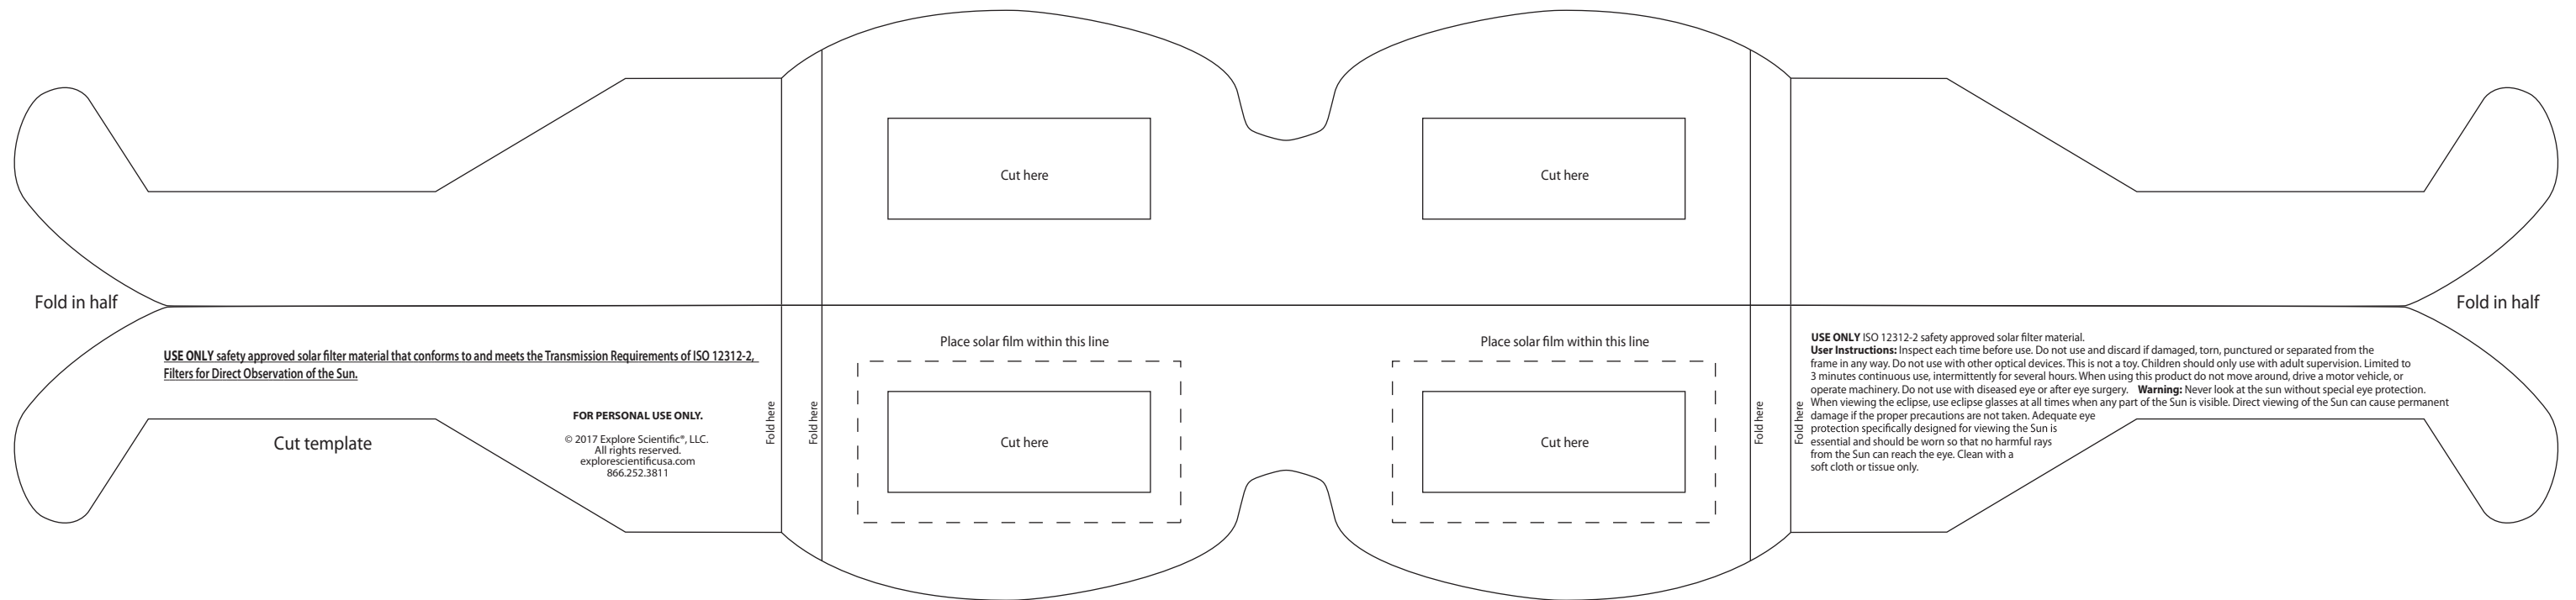 Cut here
Cut here
Fold in half
Fold in half
Place solar film within this line
Place solar film within this line
USE ONLY safety approved solar filter material that conforms to and meets the Transmission Requirements of ISO 12312-2,
Filters for Direct Observation of the Sun.
FOR PERSONAL USE ONLY.
© 2017 Explore Scientific®, LLC.
All rights reserved.
explorescientificusa.com
866.252.3811
Cut template
Fold here
Fold here
Cut here
Cut here
Fold here
Fold here
USE ONLY ISO 12312-2 safety approved solar filter material.
User Instructions: Inspect each time before use. Do not use and discard if damaged, torn, punctured or separated from the
frame in any way. Do not use with other optical devices. This is not a toy. Children should only use with adult supervision. Limited to
3 minutes continuous use, intermittently for several hours. When using this product do not move around, drive a motor vehicle, or
operate machinery. Do not use with diseased eye or after eye surgery. Warning: Never look at the sun without special eye protection.
When viewing the eclipse, use eclipse glasses at all times when any part of the Sun is visible. Direct viewing of the Sun can cause permanent
damage if the proper precautions are not taken. Adequate eye
protection specifically designed for viewing the Sun is
essential and should be worn so that no harmful rays
from the Sun can reach the eye. Clean with a
soft cloth or tissue only.